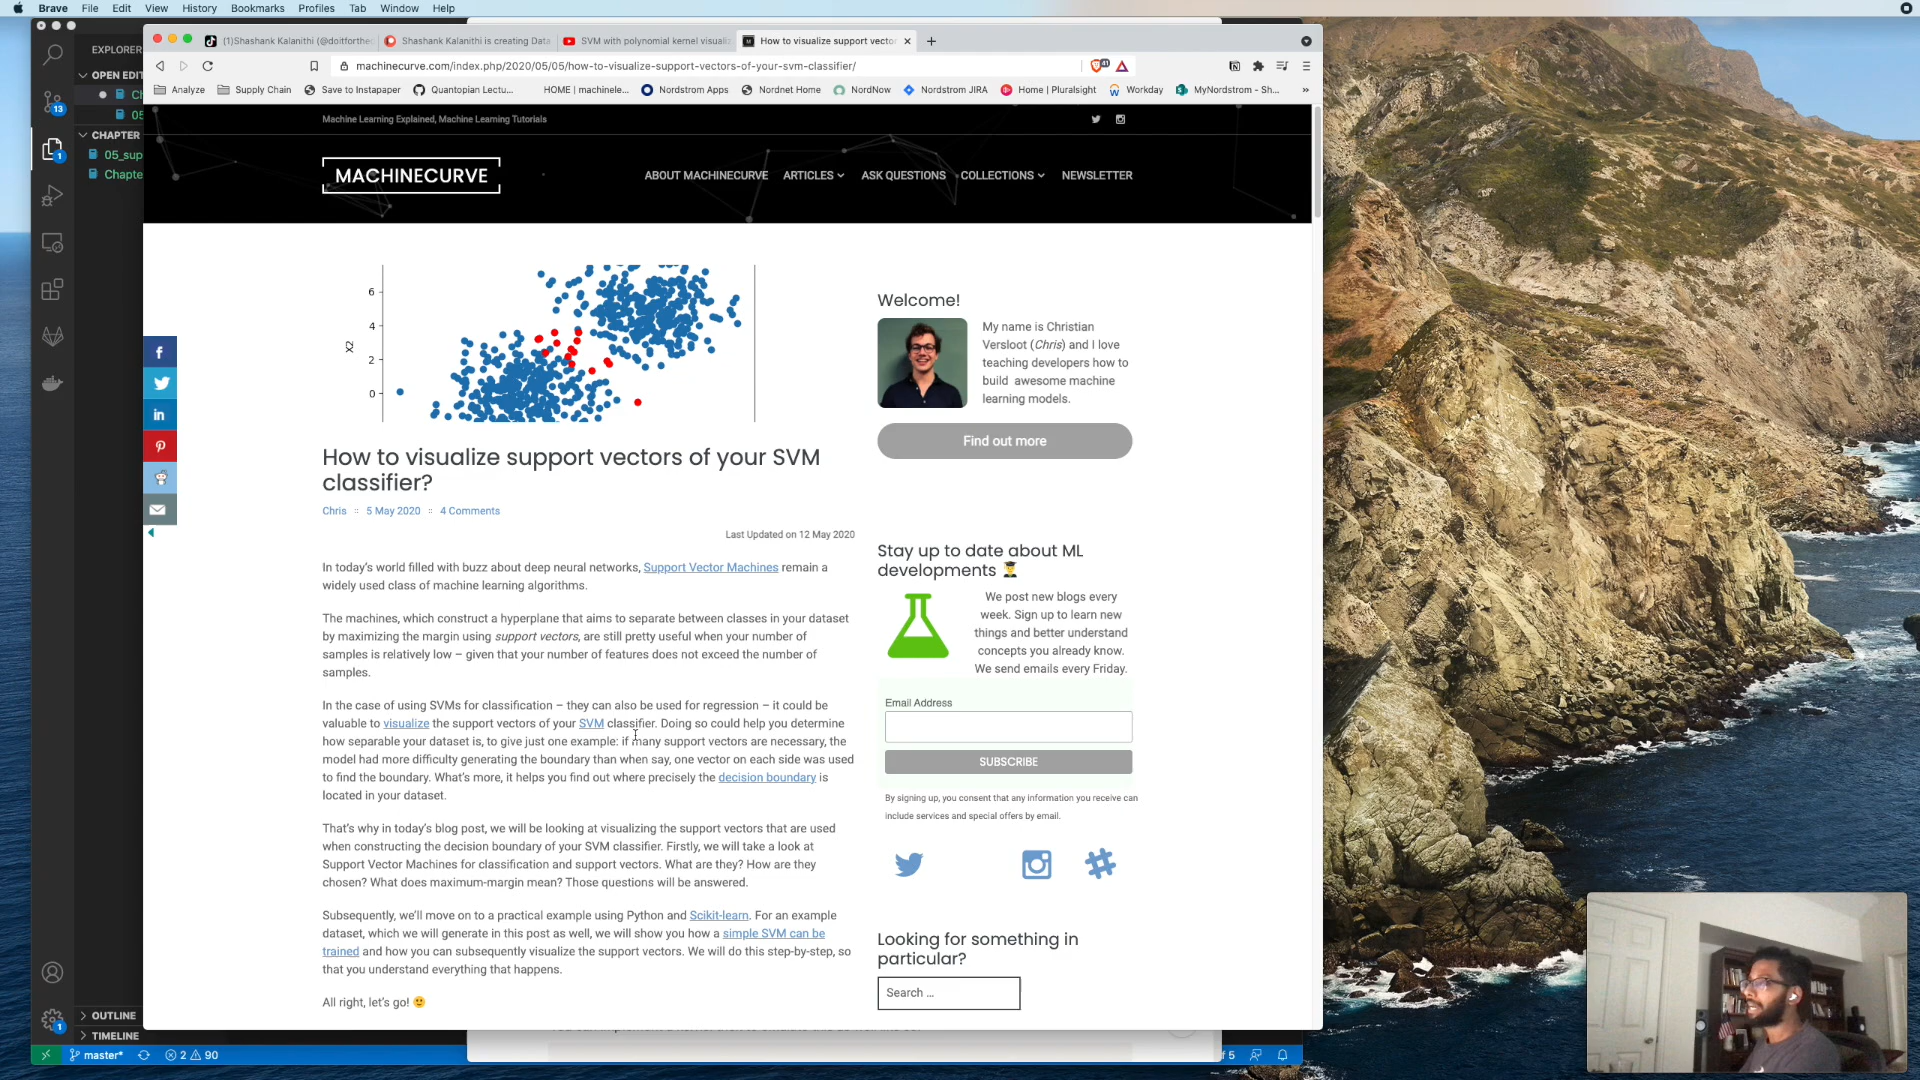 Brave File Edit View History Bookmarks Profiles Tab Window Help
EXPLORER
OPEN EDIT
CHAPTER
05_sup
Chapte
OUTLINE
TIMELINE
13
1
1
master*
2 90
(1)Shashank Kalanithi (@doitforthe
Shashank Kalanithi is creating Data
SVM with polynomial kernel visualiz
How to visualize support vector
machinecurve.com/index.php/2020/05/05/how-to-visualize-support-vectors-of-your-svm-classifier/
Analyze Supply Chain Save to Instapaper Quantopian Lectu... HOME | machinele... Nordstrom Apps Nordnet Home NordNow Nordstrom JIRA Home | Pluralsight Workday MyNordstrom - Sh... »
Machine Learning Explained, Machine Learning Tutorials
MACHINECURVE
ABOUT MACHINECURVE ARTICLES ASK QUESTIONS COLLECTIONS NEWSLETTER
6
4
X2
2
0
How to visualize support vectors of your SVM
classifier?
Chris :: 5 May 2020 :: 4 Comments
Last Updated on 12 May 2020
In today's world filled with buzz about deep neural networks, Support Vector Machines remain a
widely used class of machine learning algorithms.
The machines, which construct a hyperplane that aims to separate between classes in your dataset
by maximizing the margin using support vectors, are still pretty useful when your number of
samples is relatively low – given that your number of features does not exceed the number of
samples.
In the case of using SVMs for classification – they can also be used for regression – it could be
valuable to visualize the support vectors of your SVM classifier. Doing so could help you determine
how separable your dataset is, to give just one example: if many support vectors are necessary, the
model had more difficulty generating the boundary than when say, one vector on each side was used
to find the boundary. What's more, it helps you find out where precisely the decision boundary is
located in your dataset.
That's why in today's blog post, we will be looking at visualizing the support vectors that are used
when constructing the decision boundary of your SVM classifier. Firstly, we will take a look at
Support Vector Machines for classification and support vectors. What are they? How are they
chosen? What does maximum-margin mean? Those questions will be answered.
Subsequently, we'll move on to a practical example using Python and Scikit-learn. For an example
dataset, which we will generate in this post as well, we will show you how a simple SVM can be
trained and how you can subsequently visualize the support vectors. We will do this step-by-step, so
that you understand everything that happens.
All right, let's go! 🙂
Welcome!
My name is Christian
Versloot (Chris) and I love
teaching developers how to
build awesome machine
learning models.
Find out more
Stay up to date about ML
developments 👨‍🎓
We post new blogs every
week. Sign up to learn new
things and better understand
concepts you already know.
We send emails every Friday.
Email Address
SUBSCRIBE
By signing up, you consent that any information you receive can
include services and special offers by email.
Looking for something in
particular?
Search …